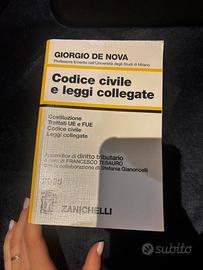 GIORGIO DE NOVA
Professore Emerito nell'Università degli Studi di Milano
Codice civile
e leggi collegate
Costituzione
Trattati UE e FUE
Codice civile
Leggi collegate
Appendice di diritto tributario
a cura di FRANCESCO TESAURO
con la collaborazione di Stefania Gianoncelli
ZANICHELLI
subito